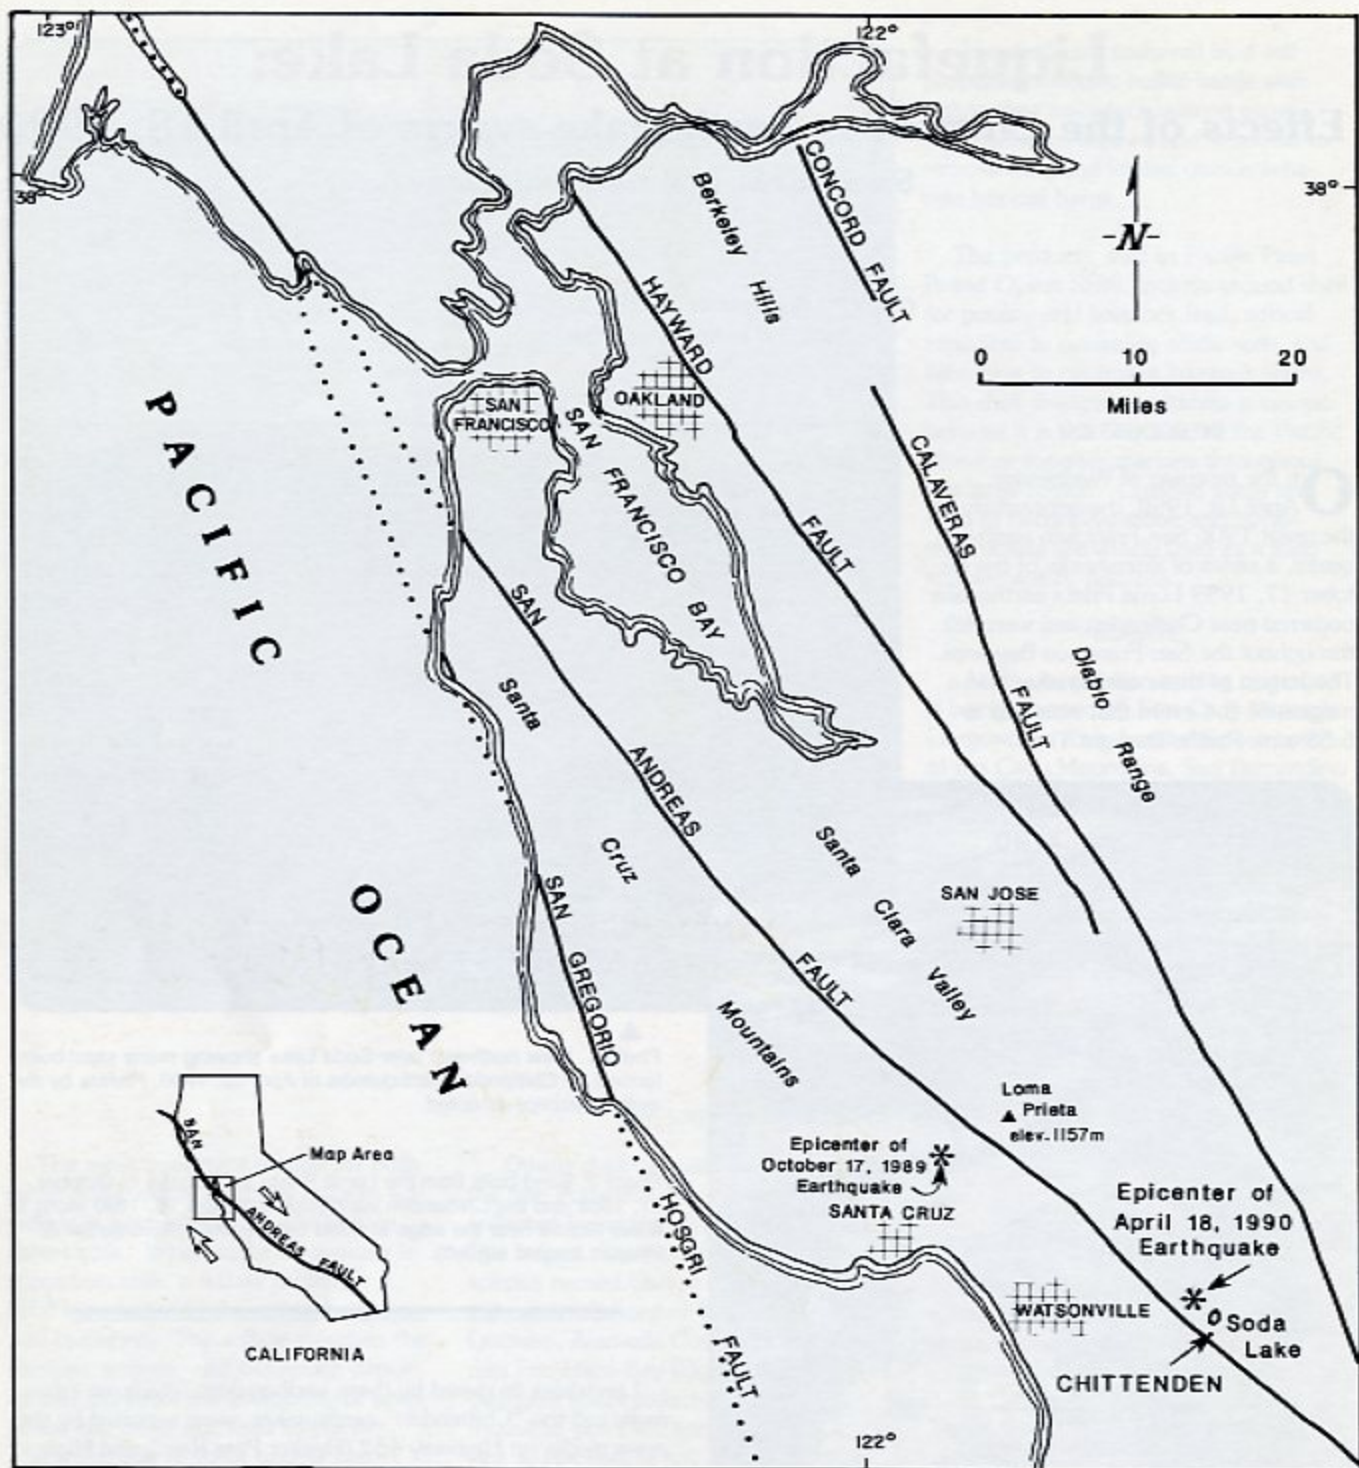 123°
122°
38°
38°
CONCORD FAULT
Berkeley Hills
-N-
HAYWARD FAULT
0 10 20
Miles
OAKLAND
SAN
FRANCISCO
SAN FRANCISCO BAY
PACIFIC OCEAN
CALAVERAS FAULT
SAN ANDREAS FAULT
Santa Cruz Mountains
Diablo Range
Santa Clara Valley
SAN JOSE
SAN GREGORIO
HOSGRI FAULT
Loma
Prieta
elev. 1157m
Epicenter of
October 17, 1989
Earthquake
SANTA CRUZ
Epicenter of
April 18, 1990
Earthquake
WATSONVILLE
Soda
Lake
CHITTENDEN
Map Area
SAN ANDREAS FAULT
CALIFORNIA
122°